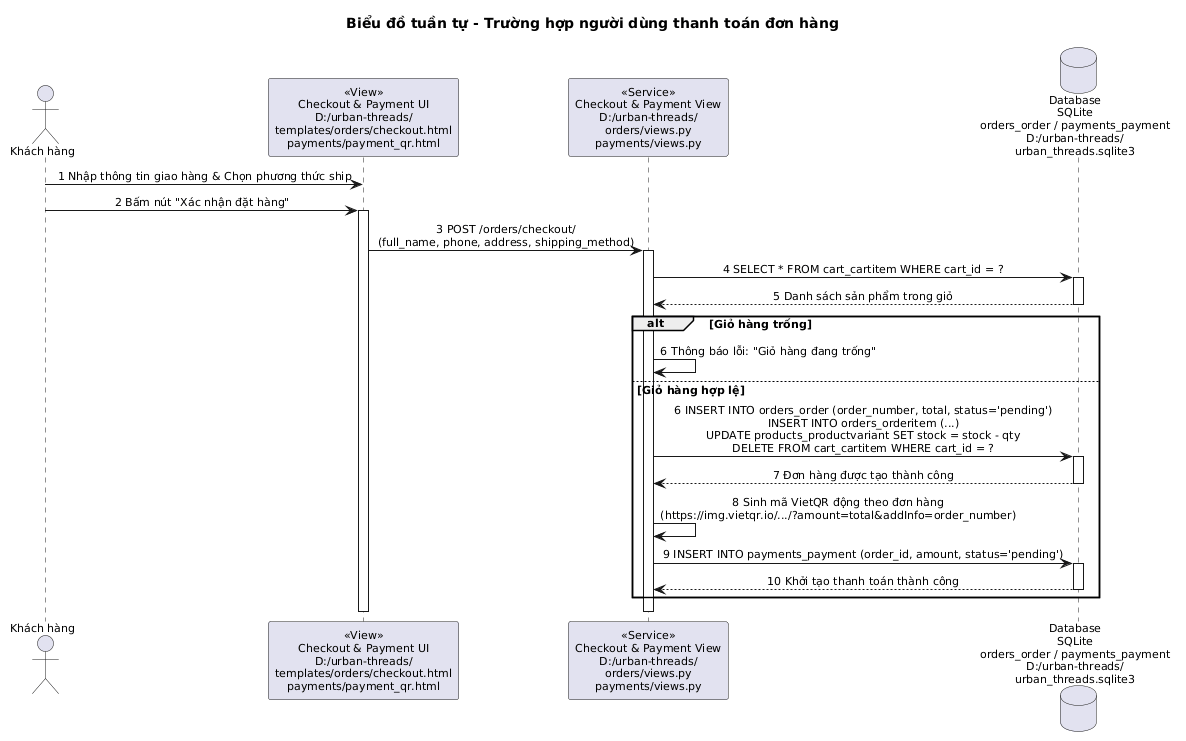 Biểu đồ tuần tự - Trường hợp người dùng thanh toán đơn hàng
Khách hàng
«View»
Checkout & Payment UI
D:/urban-threads/
templates/orders/checkout.html
payments/payment_qr.html
«Service»
Checkout & Payment View
D:/urban-threads/
orders/views.py
payments/views.py
Database
SQLite
orders_order / payments_payment
D:/urban-threads/
urban_threads.sqlite3
1 Nhập thông tin giao hàng & Chọn phương thức ship
2 Bấm nút "Xác nhận đặt hàng"
3 POST /orders/checkout/
(full_name, phone, address, shipping_method)
4 SELECT * FROM cart_cartitem WHERE cart_id = ?
5 Danh sách sản phẩm trong giỏ
alt [Giỏ hàng trống]
6 Thông báo lỗi: "Giỏ hàng đang trống"
[Giỏ hàng hợp lệ]
6 INSERT INTO orders_order (order_number, total, status='pending')
INSERT INTO orders_orderitem (...)
UPDATE products_productvariant SET stock = stock - qty
DELETE FROM cart_cartitem WHERE cart_id = ?
7 Đơn hàng được tạo thành công
8 Sinh mã VietQR động theo đơn hàng
(https://img.vietqr.io/.../?amount=total&addInfo=order_number)
9 INSERT INTO payments_payment (order_id, amount, status='pending')
10 Khởi tạo thanh toán thành công
Khách hàng
«View»
Checkout & Payment UI
D:/urban-threads/
templates/orders/checkout.html
payments/payment_qr.html
«Service»
Checkout & Payment View
D:/urban-threads/
orders/views.py
payments/views.py
Database
SQLite
orders_order / payments_payment
D:/urban-threads/
urban_threads.sqlite3